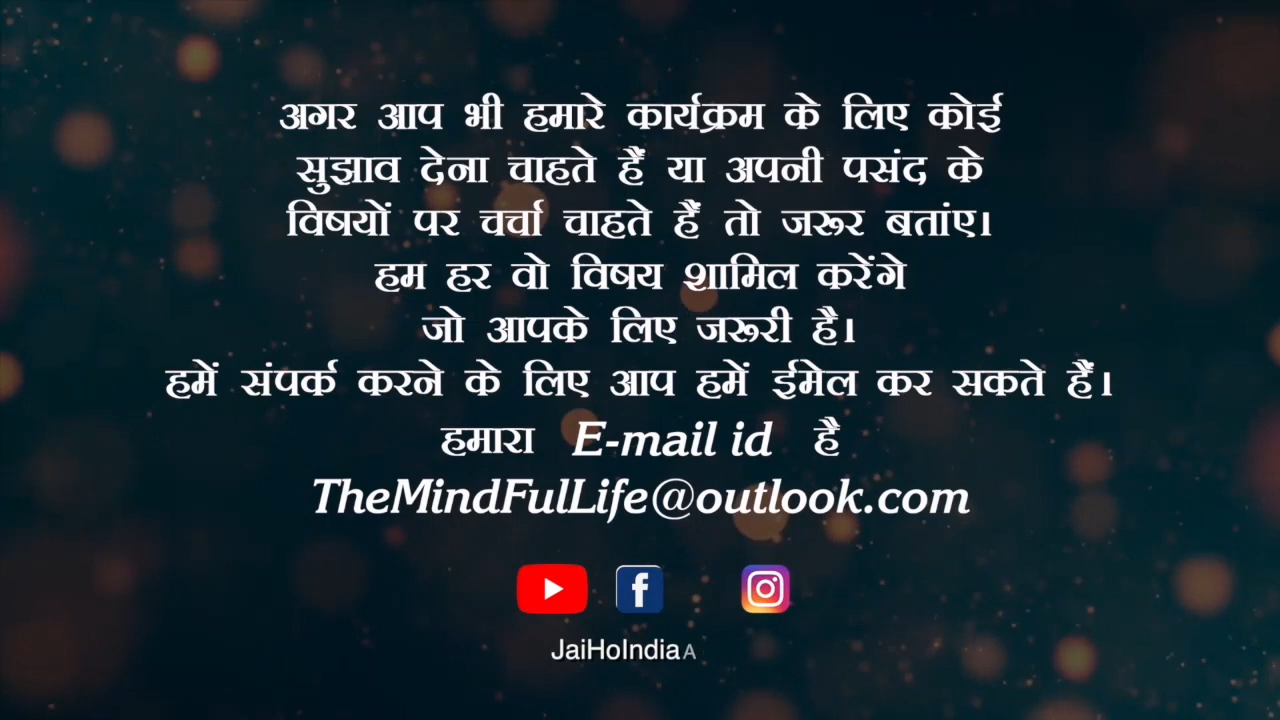 अगर आप भी हमारे कार्यक्रम के लिए कोई
सुझाव देना चाहते हैं या अपनी पसंद के
विषयों पर चर्चा चाहते हैं तो जरूर बतांए।
हम हर वो विषय शामिल करेंगे
जो आपके लिए जरूरी है।
हमें संपर्क करने के लिए आप हमें ईमेल कर सकते हैं।
हमारा E-mail id है
TheMindFulLife@outlook.com
JaiHoIndiaA